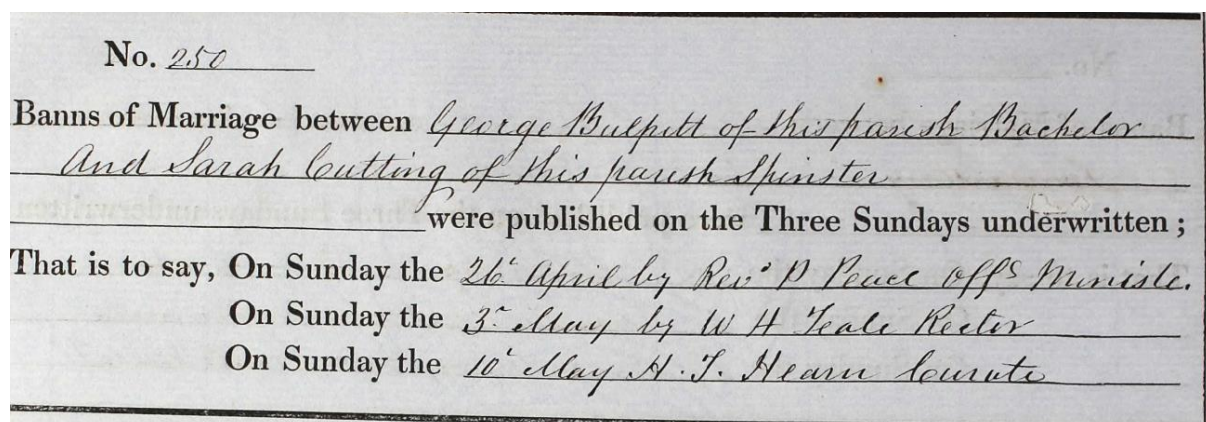 No. 250
Banns of Marriage between George Bulpitt of this parish Bachelor
And Sarah Cutting of this parish Spinster
were published on the Three Sundays underwritten ;
That is to say, On Sunday the 26 April by Revd P Peace offs Ministe.
On Sunday the 3 May by W H Teale Rector
On Sunday the 10 May H. T. Hearn Curate